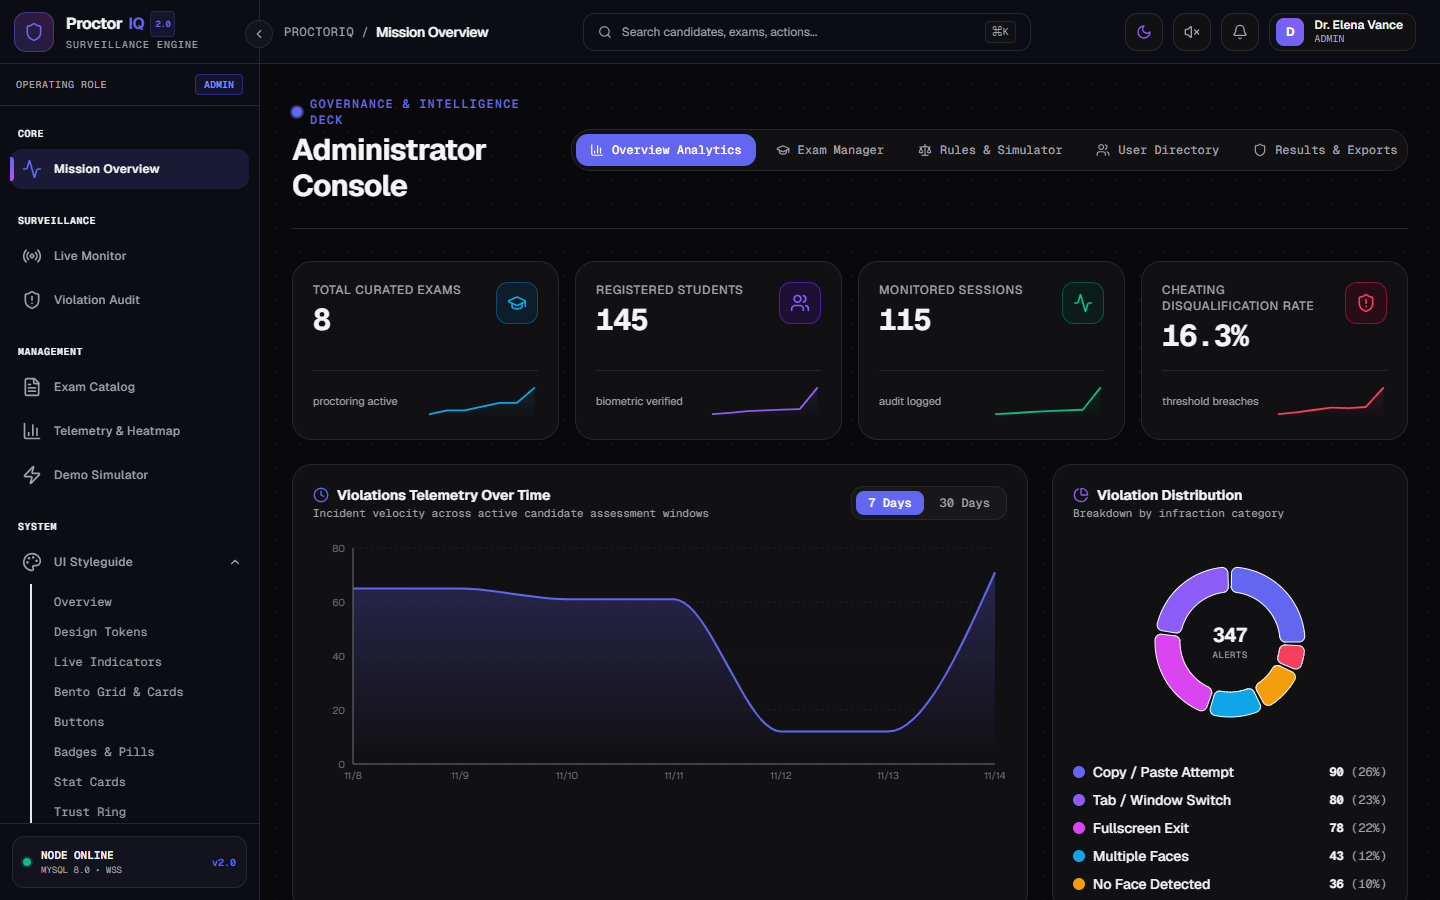 Proctor IQ 2.0
SURVEILLANCE ENGINE
OPERATING ROLE
ADMIN
CORE
Mission Overview
SURVEILLANCE
Live Monitor
Violation Audit
MANAGEMENT
Exam Catalog
Telemetry & Heatmap
Demo Simulator
SYSTEM
UI Styleguide
Overview
Design Tokens
Live Indicators
Bento Grid & Cards
Buttons
Badges & Pills
Stat Cards
Trust Ring
NODE ONLINE
MYSQL 8.0 • WSS
v2.0
PROCTORIQ / Mission Overview
Search candidates, exams, actions...
⌘K
D
Dr. Elena Vance
ADMIN
GOVERNANCE & INTELLIGENCE
DECK
Administrator
Console
Overview Analytics
Exam Manager
Rules & Simulator
User Directory
Results & Exports
TOTAL CURATED EXAMS
8
proctoring active
REGISTERED STUDENTS
145
biometric verified
MONITORED SESSIONS
115
audit logged
CHEATING
DISQUALIFICATION RATE
16.3%
threshold breaches
Violations Telemetry Over Time
Incident velocity across active candidate assessment windows
7 Days
30 Days
80
60
40
20
0
11/8
11/9
11/10
11/11
11/12
11/13
11/14
Violation Distribution
Breakdown by infraction category
347
ALERTS
Copy / Paste Attempt 90 (26%)
Tab / Window Switch 80 (23%)
Fullscreen Exit 78 (22%)
Multiple Faces 43 (12%)
No Face Detected 36 (10%)